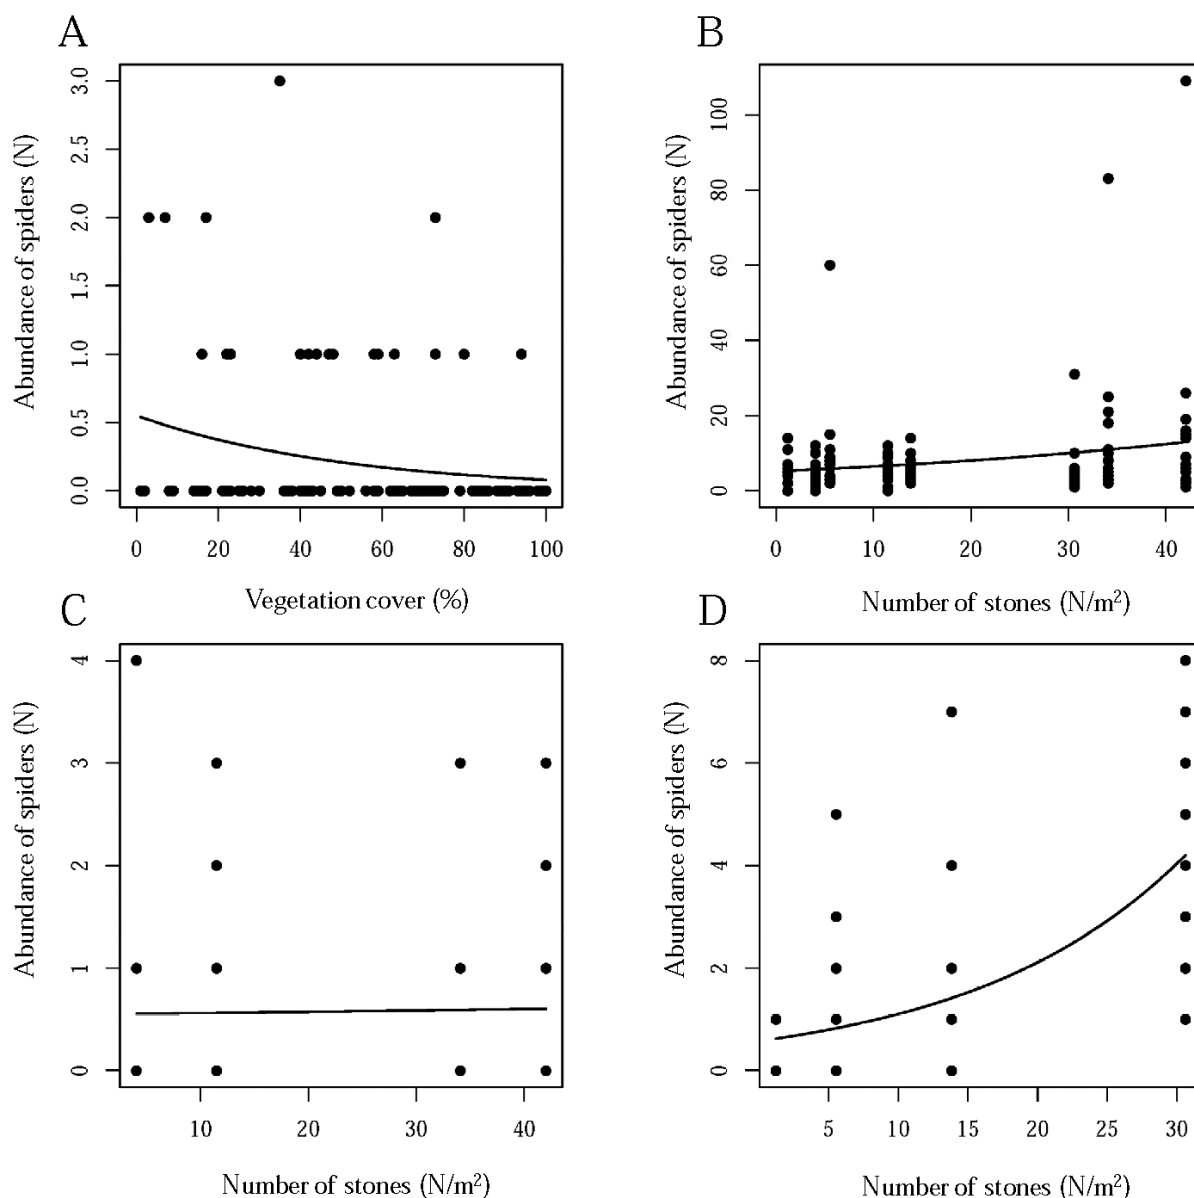 A
B
Abundance of spiders (N)
0.0 0.5 1.0 1.5 2.0 2.5 3.0
0 20 40 60 80 100
Vegetation cover (%)
Abundance of spiders (N)
0 20 40 60 80 100
0 10 20 30 40
Number of stones (N/m²)
C
D
Abundance of spiders (N)
0 1 2 3 4
10 20 30 40
Number of stones (N/m²)
Abundance of spiders (N)
0 2 4 6 8
5 10 15 20 25 30
Number of stones (N/m²)